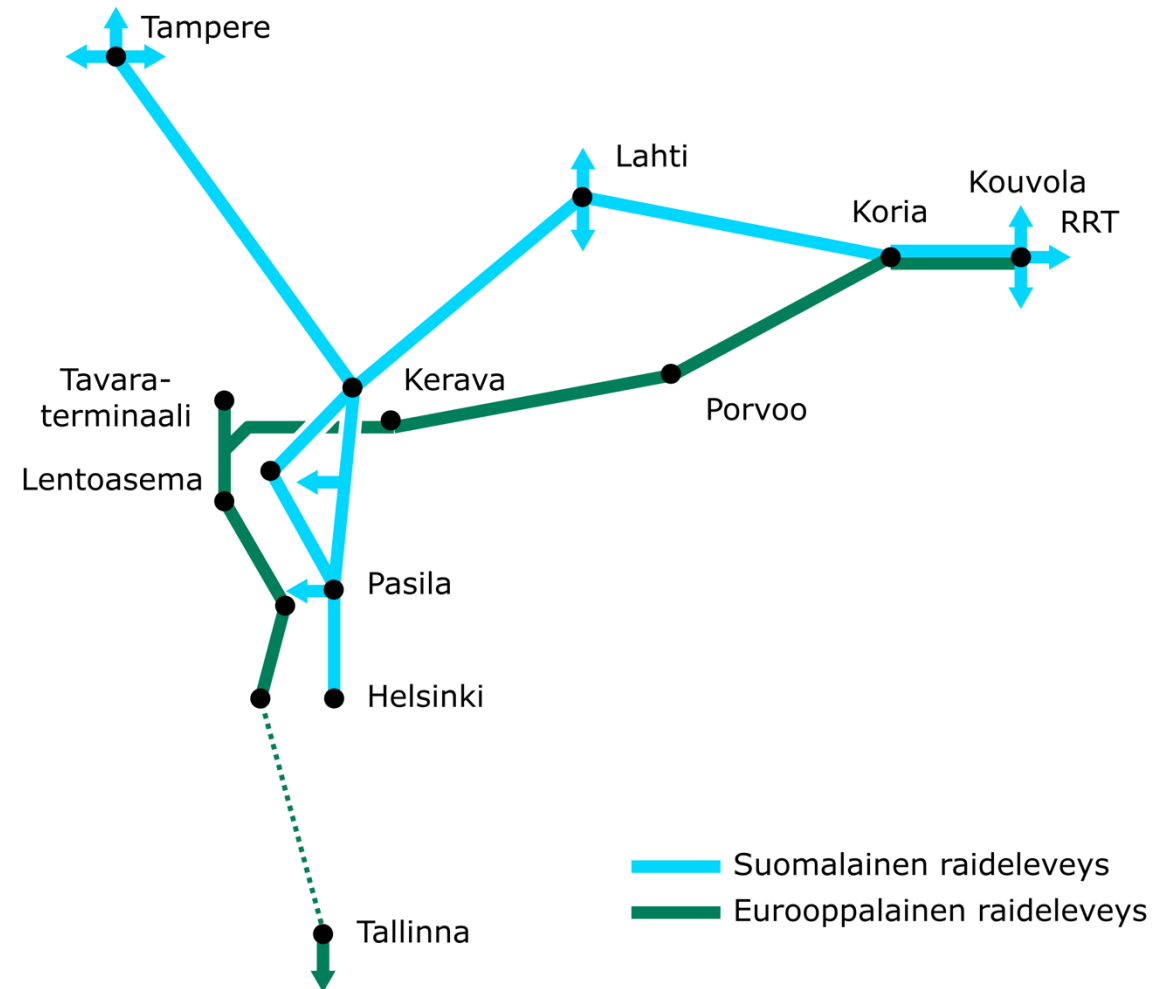 Tampere
Lahti
Kouvola
RRT
Koria
Tavara-
terminaali
Kerava
Porvoo
Lentoasema
Pasila
Helsinki
Tallinna
Suomalainen raideleveys
Eurooppalainen raideleveys